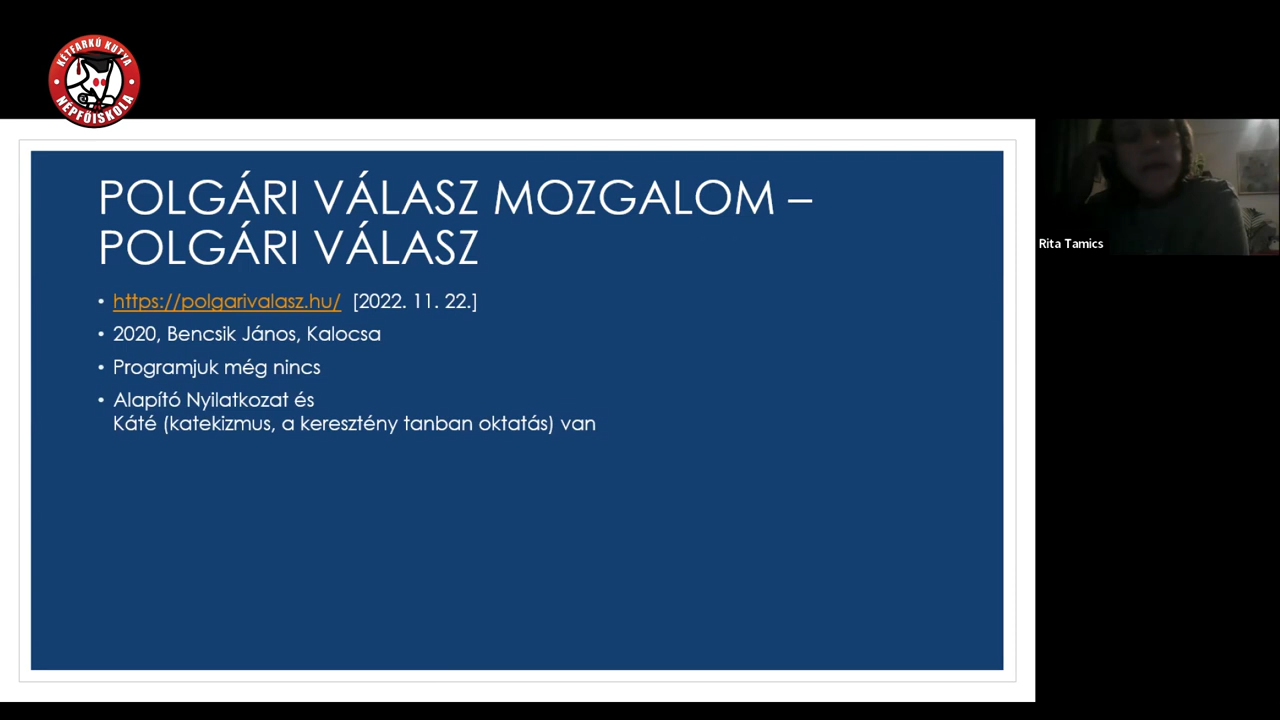 KÉTFARKÚ KUTYA
NÉPFŐISKOLA
POLGÁRI VÁLASZ MOZGALOM –
POLGÁRI VÁLASZ
• https://polgarivalasz.hu/ [2022. 11. 22.]
• 2020, Bencsik János, Kalocsa
• Programjuk még nincs
• Alapító Nyilatkozat és
Káté (katekizmus, a keresztény tanban oktatás) van
Rita Tamics